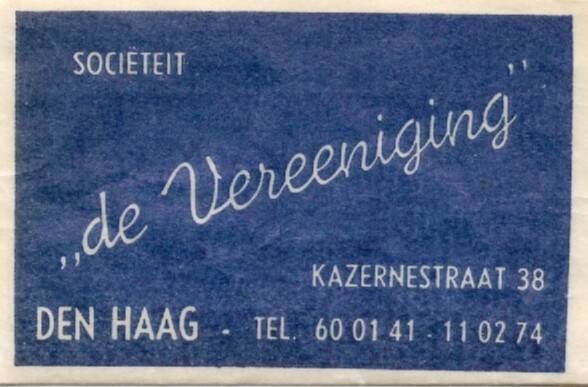 SOCIËTEIT
„de Vereeniging”
KAZERNESTRAAT 38
DEN HAAG - TEL. 60 01 41 - 11 02 74